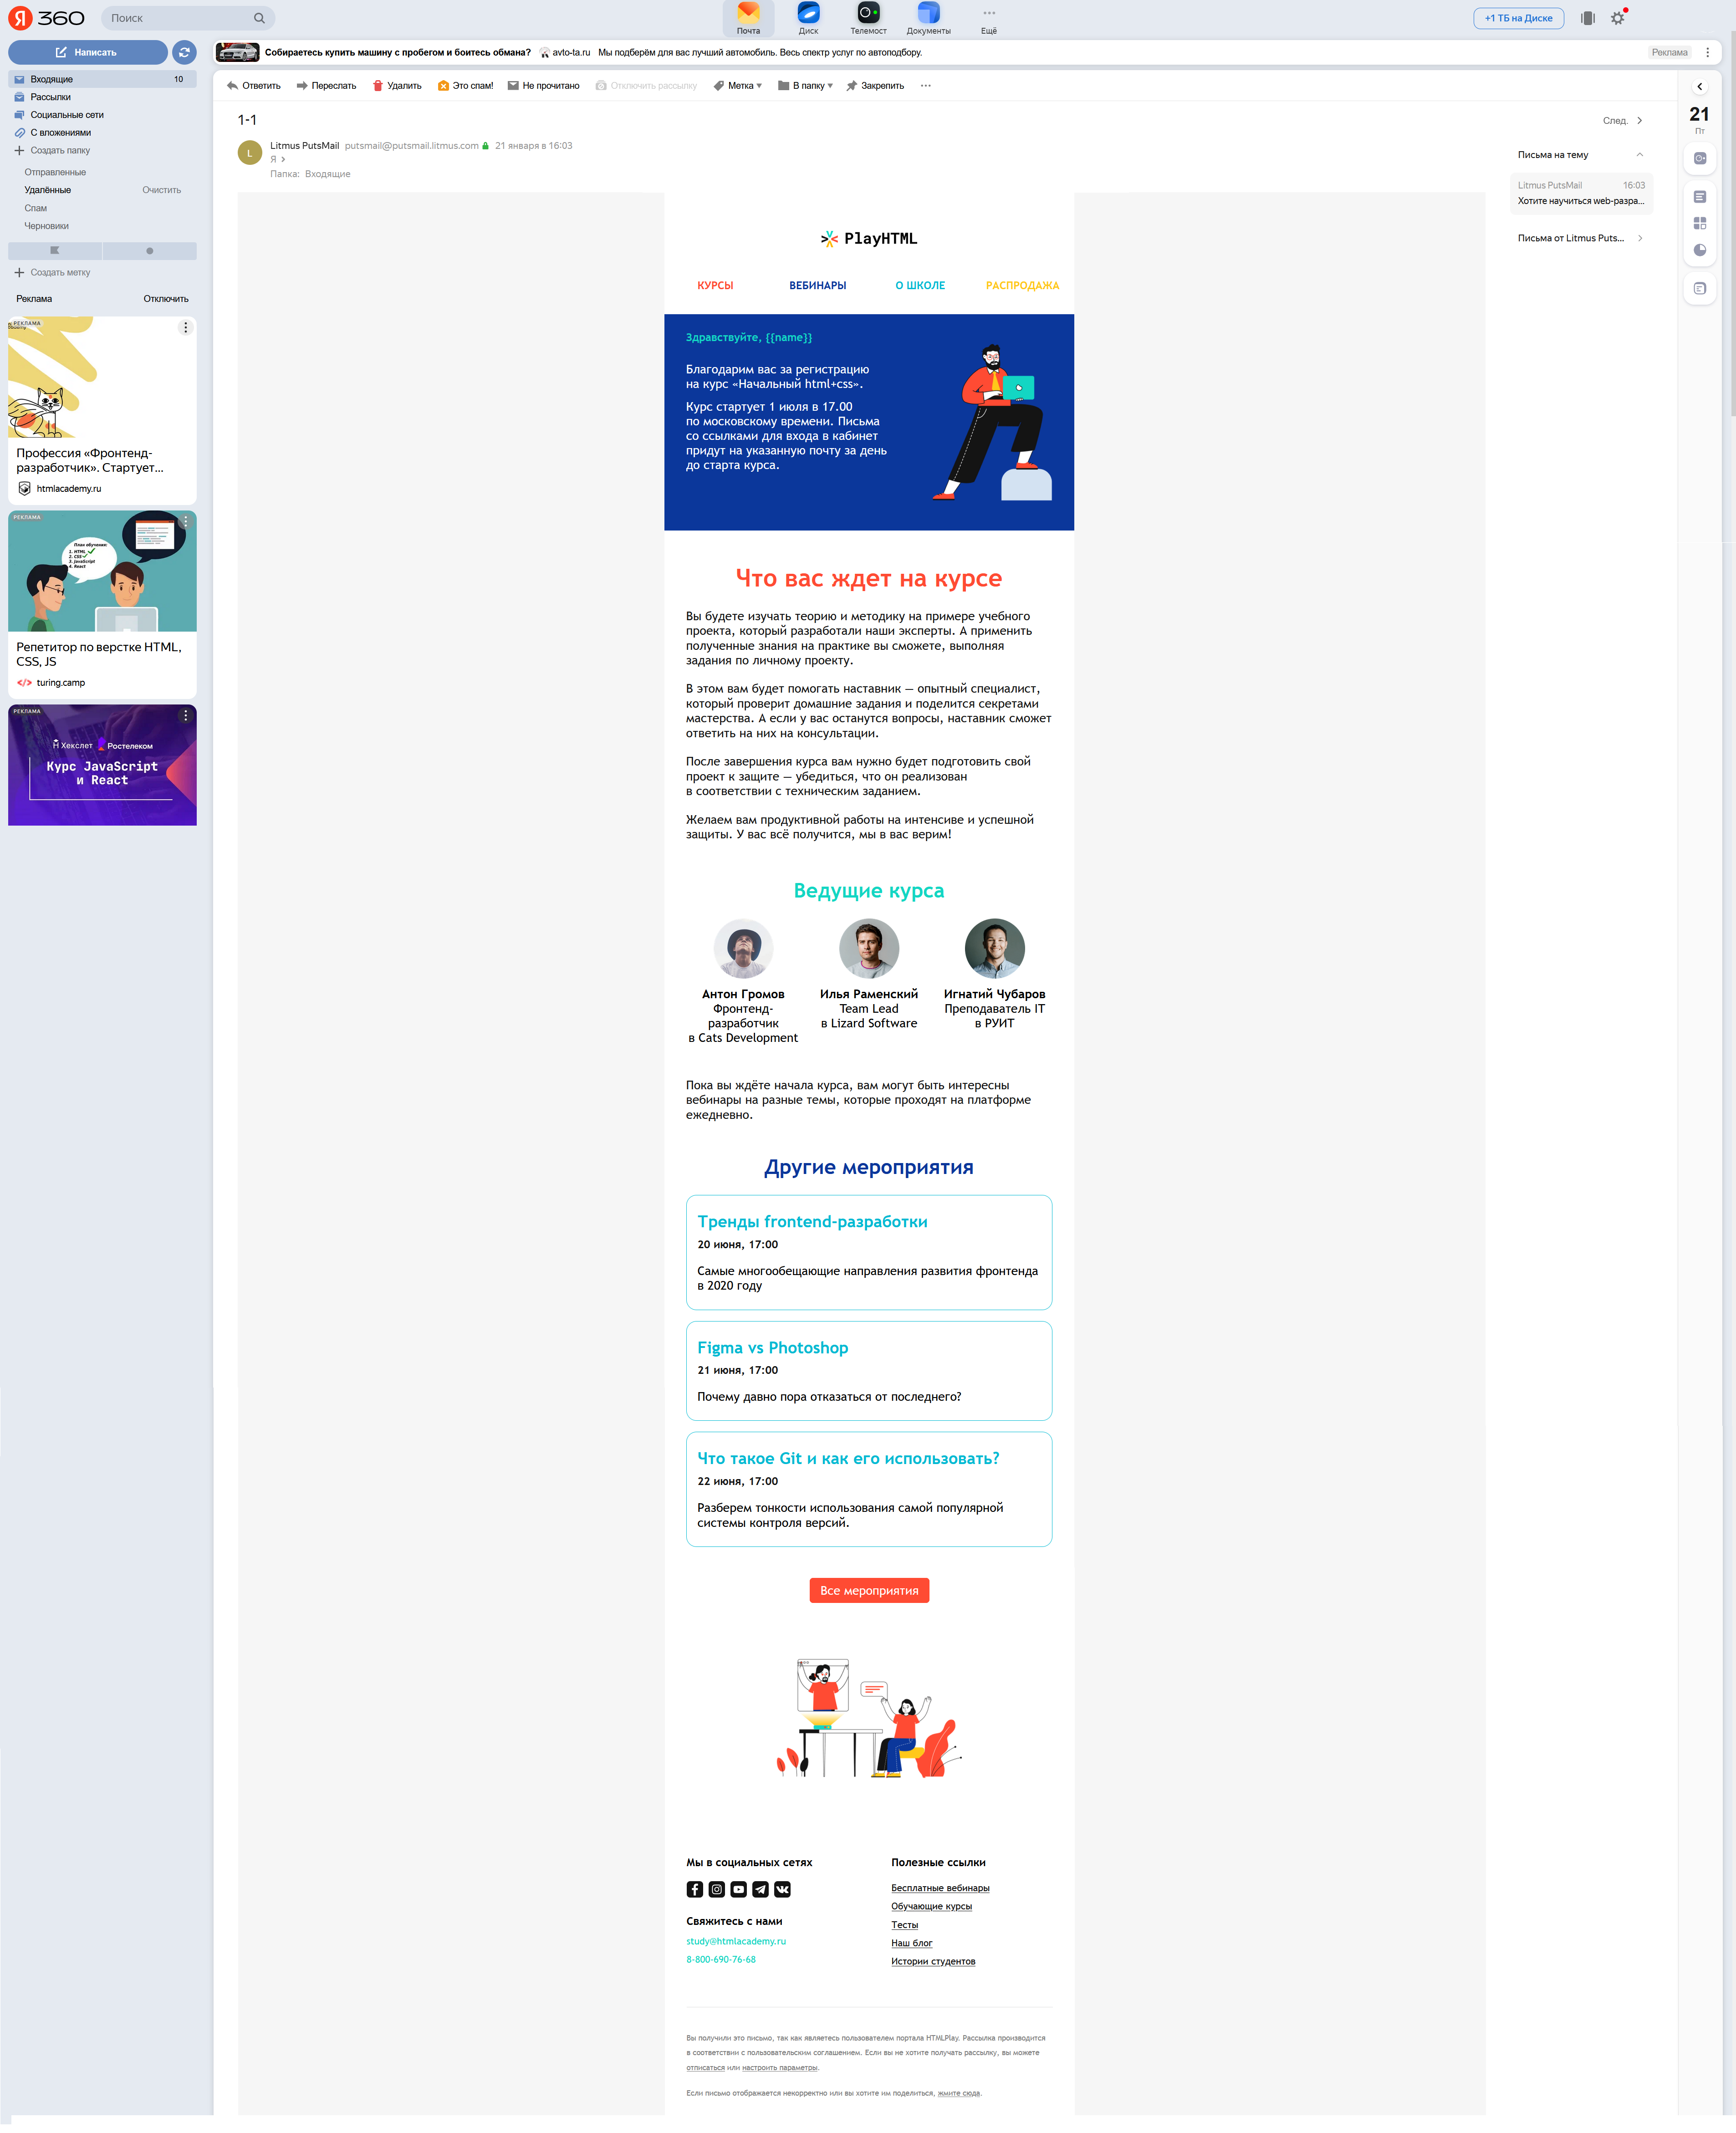 Я 360
Поиск
Почта
Диск
Телемост
Документы
Ещё
+1 ТБ на Диске
Написать
Собираетесь купить машину с пробегом и боитесь обмана? avto-ta.ru Мы подберём для вас лучший автомобиль. Весь спектр услуг по автоподбору.
Реклама
Входящие 10
Рассылки
Социальные сети
С вложениями
Создать папку
Отправленные
Удалённые Очистить
Спам
Черновики
Создать метку
Реклама Отключить
РЕКЛАМА
Профессия «Фронтенд-
разработчик». Стартует...
htmlacademy.ru
РЕКЛАМА
План обучения:
1. HTML
2. CSS
3. JavaScript
4. React
Репетитор по верстке HTML,
CSS, JS
</> turing.camp
РЕКЛАМА
Хекслет Ростелеком
Курс JavaScript
и React
Ответить
Переслать
Удалить
Это спам!
Не прочитано
Отключить рассылку
Метка
В папку
Закрепить
1-1
След.
L
Litmus PutsMail putsmail@putsmail.litmus.com 21 января в 16:03
Я
Папка: Входящие
Письма на тему
Litmus PutsMail 16:03
Хотите научиться web-разра...
Письма от Litmus Puts...
21
Пт
PlayHTML
КУРСЫ
ВЕБИНАРЫ
О ШКОЛЕ
РАСПРОДАЖА
Здравствуйте, {{name}}
Благодарим вас за регистрацию
на курс «Начальный html+css».
Курс стартует 1 июля в 17.00
по московскому времени. Письма
со ссылками для входа в кабинет
придут на указанную почту за день
до старта курса.
Что вас ждет на курсе
Вы будете изучать теорию и методику на примере учебного
проекта, который разработали наши эксперты. А применить
полученные знания на практике вы сможете, выполняя
задания по личному проекту.
В этом вам будет помогать наставник — опытный специалист,
который проверит домашние задания и поделится секретами
мастерства. А если у вас останутся вопросы, наставник сможет
ответить на них на консультации.
После завершения курса вам нужно будет подготовить свой
проект к защите — убедиться, что он реализован
в соответствии с техническим заданием.
Желаем вам продуктивной работы на интенсиве и успешной
защиты. У вас всё получится, мы в вас верим!
Ведущие курса
Антон Громов
Фронтенд-
разработчик
в Cats Development
Илья Раменский
Team Lead
в Lizard Software
Игнатий Чубаров
Преподаватель IT
в РУИТ
Пока вы ждёте начала курса, вам могут быть интересны
вебинары на разные темы, которые проходят на платформе
ежедневно.
Другие мероприятия
Тренды frontend-разработки
20 июня, 17:00
Самые многообещающие направления развития фронтенда
в 2020 году
Figma vs Photoshop
21 июня, 17:00
Почему давно пора отказаться от последнего?
Что такое Git и как его использовать?
22 июня, 17:00
Разберем тонкости использования самой популярной
системы контроля версий.
Все мероприятия
Мы в социальных сетях
Свяжитесь с нами
study@htmlacademy.ru
8-800-690-76-68
Полезные ссылки
Бесплатные вебинары
Обучающие курсы
Тесты
Наш блог
Истории студентов
Вы получили это письмо, так как являетесь пользователем портала HTMLPlay. Рассылка производится
в соответствии с пользовательским соглашением. Если вы не хотите получать рассылку, вы можете
отписаться или настроить параметры.
Если письмо отображается некорректно или вы хотите им поделиться, жмите сюда.